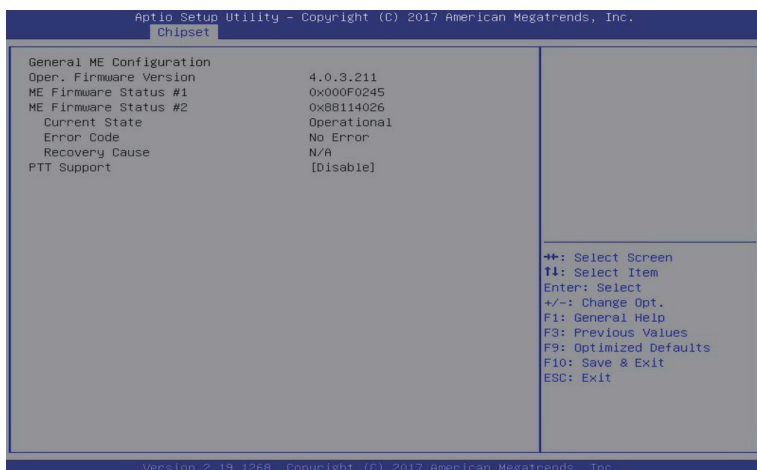 Aptio Setup Utility – Copyright (C) 2017 American Megatrends, Inc.
Chipset
General ME Configuration
Oper. Firmware Version 4.0.3.211
ME Firmware Status #1 0x000F0245
ME Firmware Status #2 0x88114026
Current State Operational
Error Code No Error
Recovery Cause N/A
PTT Support [Disable]
→←: Select Screen
↑↓: Select Item
Enter: Select
+/-: Change Opt.
F1: General Help
F3: Previous Values
F9: Optimized Defaults
F10: Save & Exit
ESC: Exit
Version 2.19.1268. Copyright (C) 2017 American Megatrends, Inc.